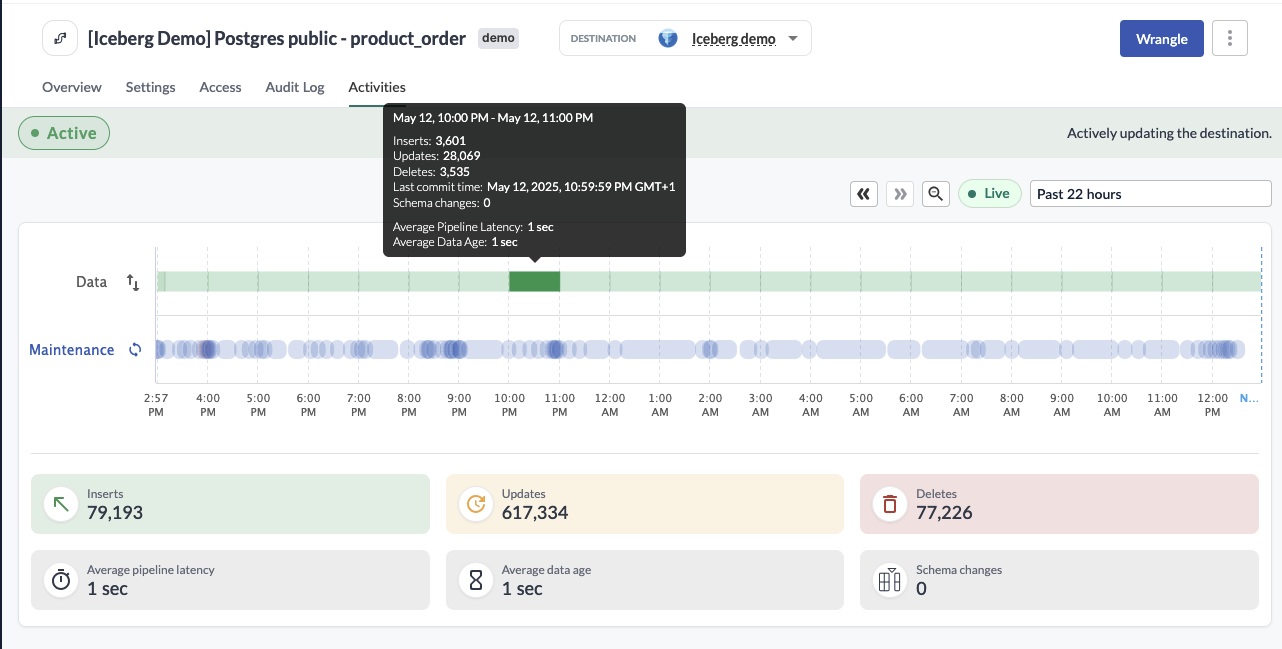 [Iceberg Demo] Postgres public - product_order demo DESTINATION Iceberg demo Wrangle
Overview Settings Access Audit Log Activities
Active Actively updating the destination.
May 12, 10:00 PM - May 12, 11:00 PM
Inserts: 3,601
Updates: 28,069
Deletes: 3,535
Last commit time: May 12, 2025, 10:59:59 PM GMT+1
Schema changes: 0
Average Pipeline Latency: 1 sec
Average Data Age: 1 sec
Live Past 22 hours
Data
Maintenance
2:57 PM 4:00 PM 5:00 PM 6:00 PM 7:00 PM 8:00 PM 9:00 PM 10:00 PM 11:00 PM 12:00 AM 1:00 AM 2:00 AM 3:00 AM 4:00 AM 5:00 AM 6:00 AM 7:00 AM 8:00 AM 9:00 AM 10:00 AM 11:00 AM 12:00 PM N...
Inserts
79,193
Updates
617,334
Deletes
77,226
Average pipeline latency
1 sec
Average data age
1 sec
Schema changes
0